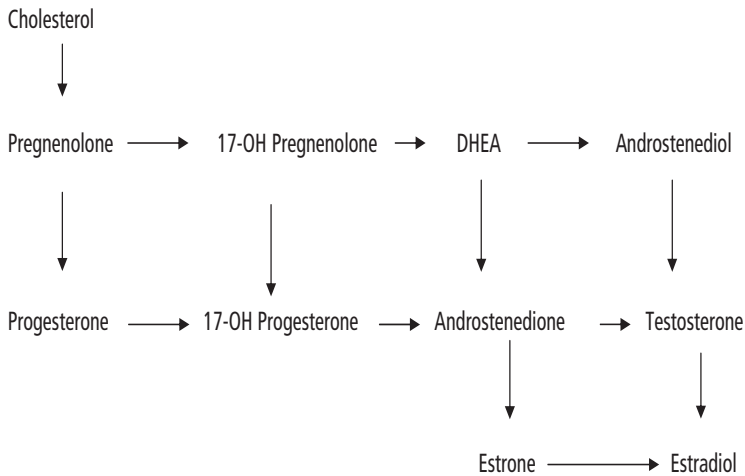 Cholesterol
Pregnenolone 17-OH Pregnenolone DHEA Androstenediol
Progesterone 17-OH Progesterone Androstenedione Testosterone
Estrone Estradiol